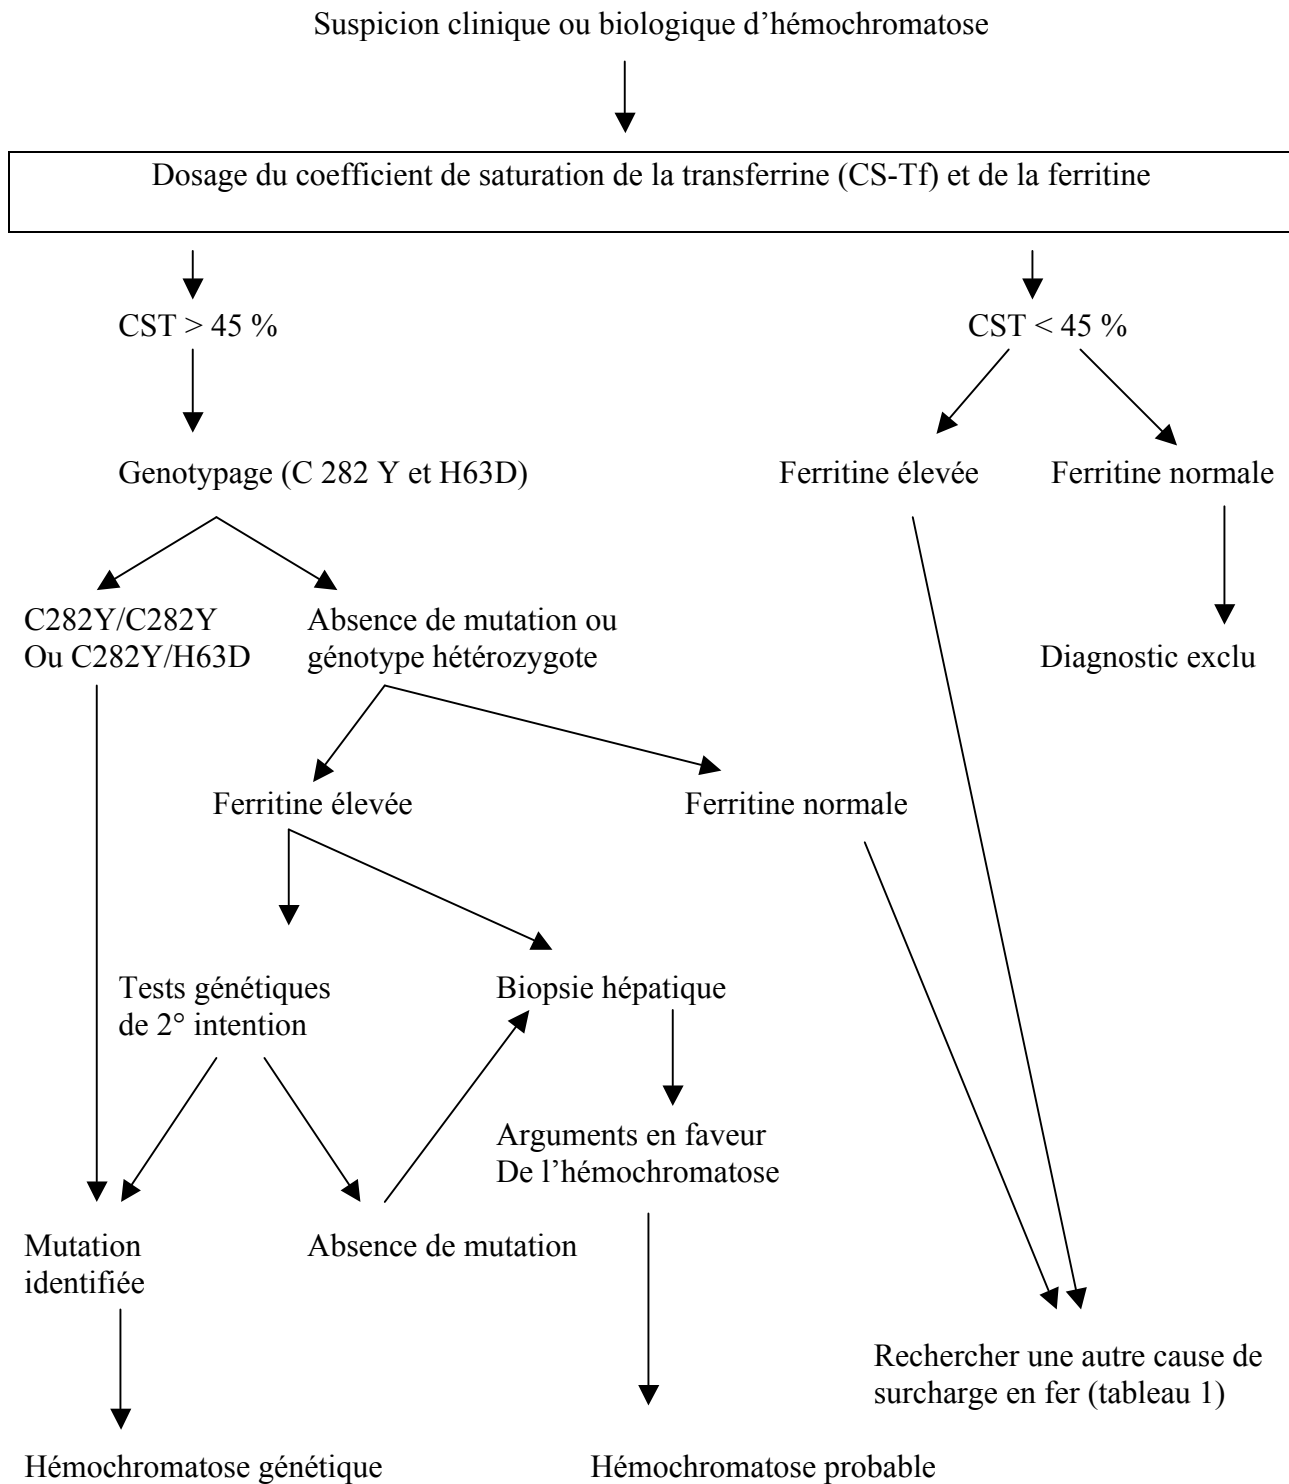 Suspicion clinique ou biologique d’hémochromatose
Dosage du coefficient de saturation de la transferrine (CS-Tf) et de la ferritine
CST > 45 %
CST < 45 %
Genotypage (C 282 Y et H63D)
Ferritine élevée
Ferritine normale
C282Y/C282Y
Ou C282Y/H63D
Absence de mutation ou
génotype hétérozygote
Diagnostic exclu
Ferritine élevée
Ferritine normale
Tests génétiques
de 2° intention
Biopsie hépatique
Arguments en faveur
De l’hémochromatose
Mutation
identifiée
Absence de mutation
Rechercher une autre cause de
surcharge en fer (tableau 1)
Hémochromatose génétique
Hémochromatose probable